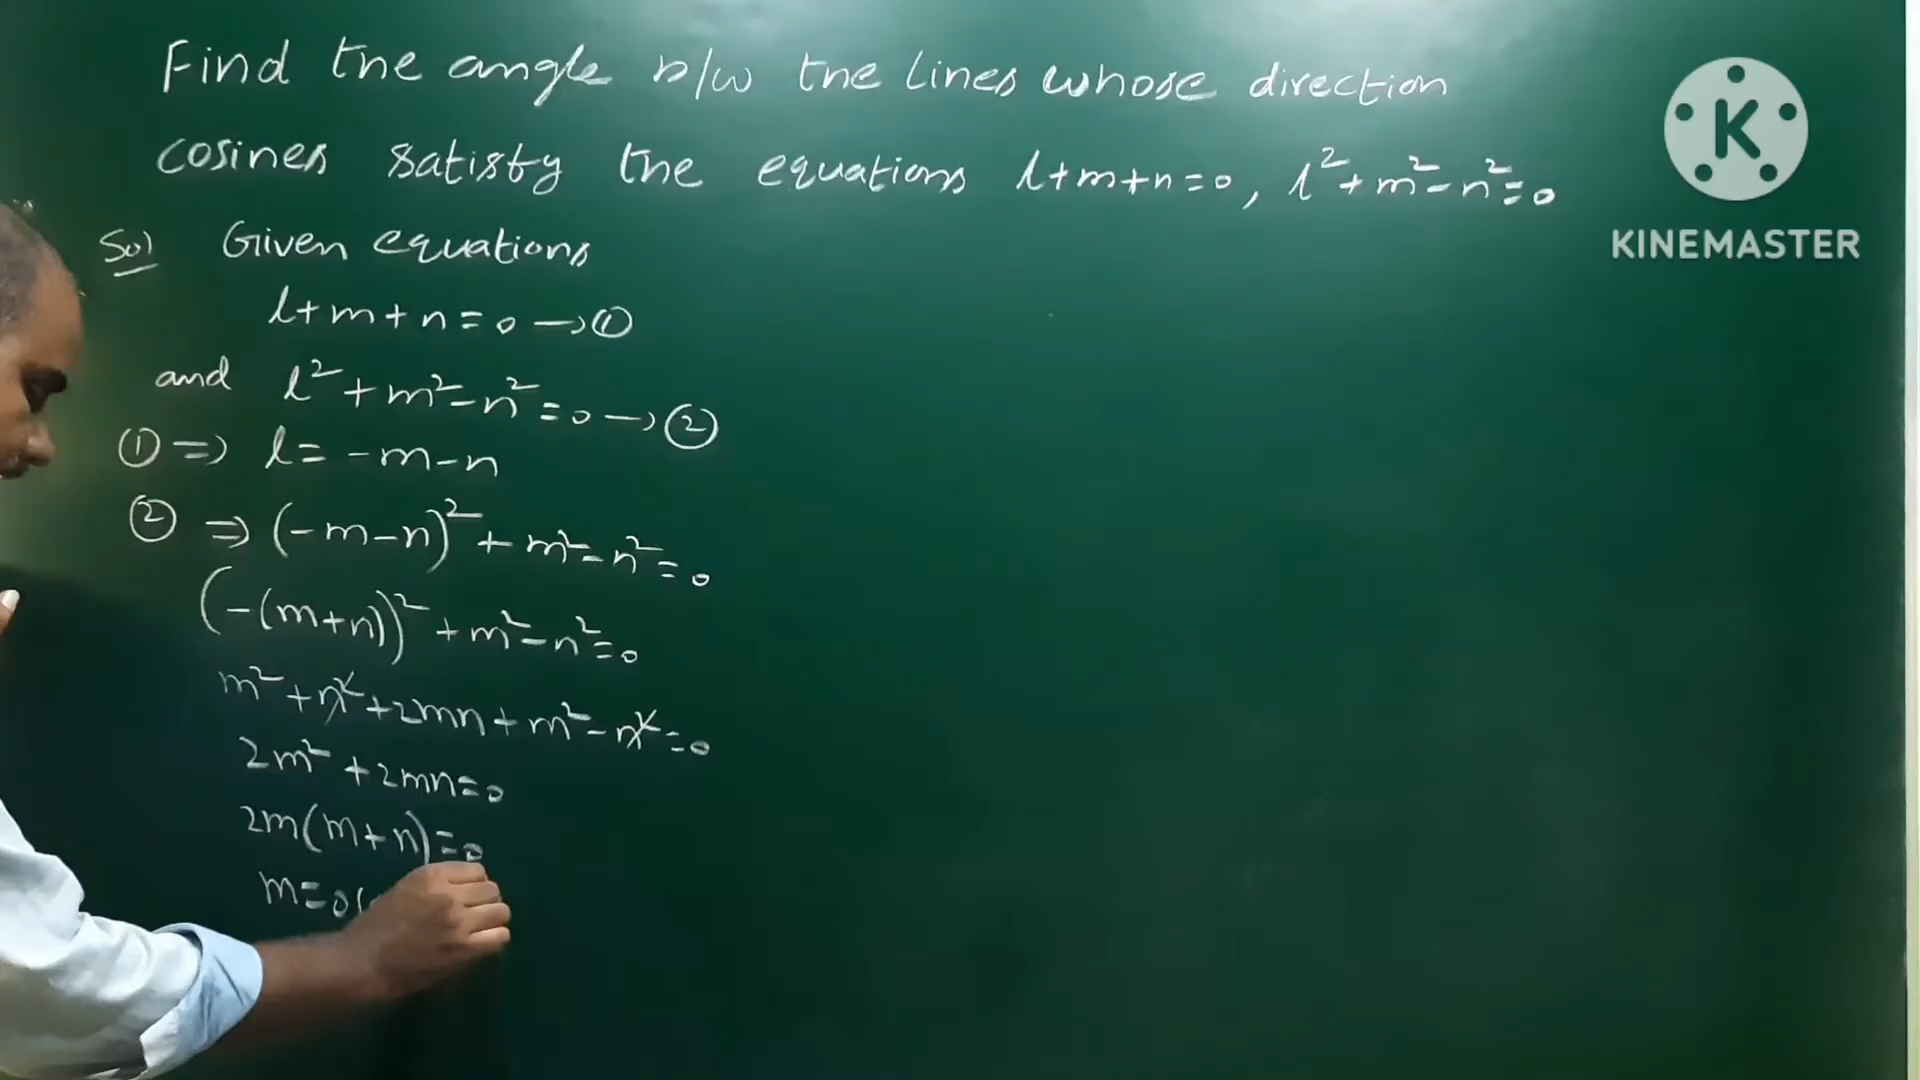 Find the angle b/w the lines whose direction
cosines satisfy the equations l+m+n=0, l²+m²-n²=0
Sol Given equations
l+m+n=0 → ①
and l²+m²-n²=0 → ②
① ⇒ l=-m-n
② ⇒ (-m-n)²+m²-n²=0
(-(m+n))²+m²-n²=0
m²+n²+2mn+m²-n²=0
2m²+2mn=0
2m(m+n)=0
m=0
K
KINEMASTER